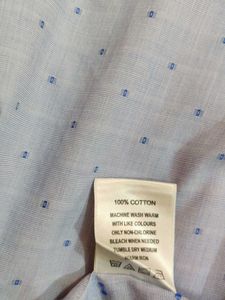 100% COTTON
MACHINE WASH WARM
WITH LIKE COLOURS
ONLY NON-CHLORINE
BLEACH WHEN NEEDED
TUMBLE DRY MEDIUM
WARM IRON